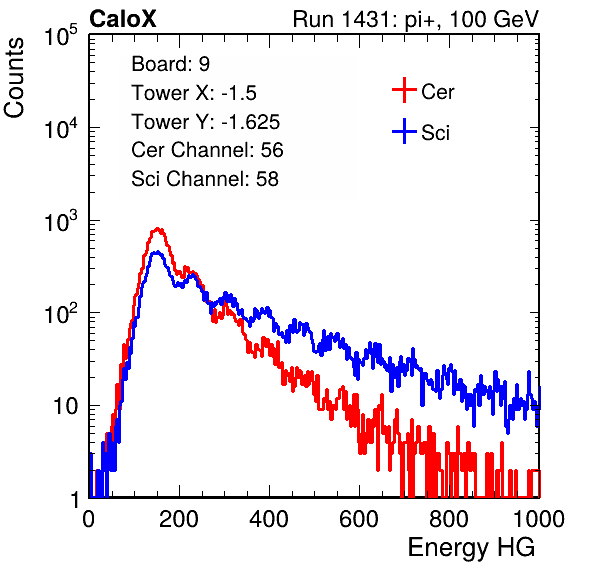 CaloX Run 1431: pi+, 100 GeV
Counts
Board: 9
Tower X: -1.5
Tower Y: -1.625
Cer Channel: 56
Sci Channel: 58
Cer
Sci
10^5
10^4
10^3
10^2
10
1
0 200 400 600 800 1000
Energy HG